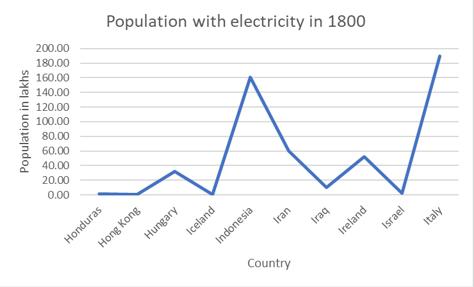 Population with electricity in 1800
200.00
180.00
160.00
140.00
120.00
100.00
80.00
60.00
40.00
20.00
0.00
Population in lakhs
Honduras
Hong Kong
Hungary
Iceland
Indonesia
Iran
Iraq
Ireland
Israel
Italy
Country